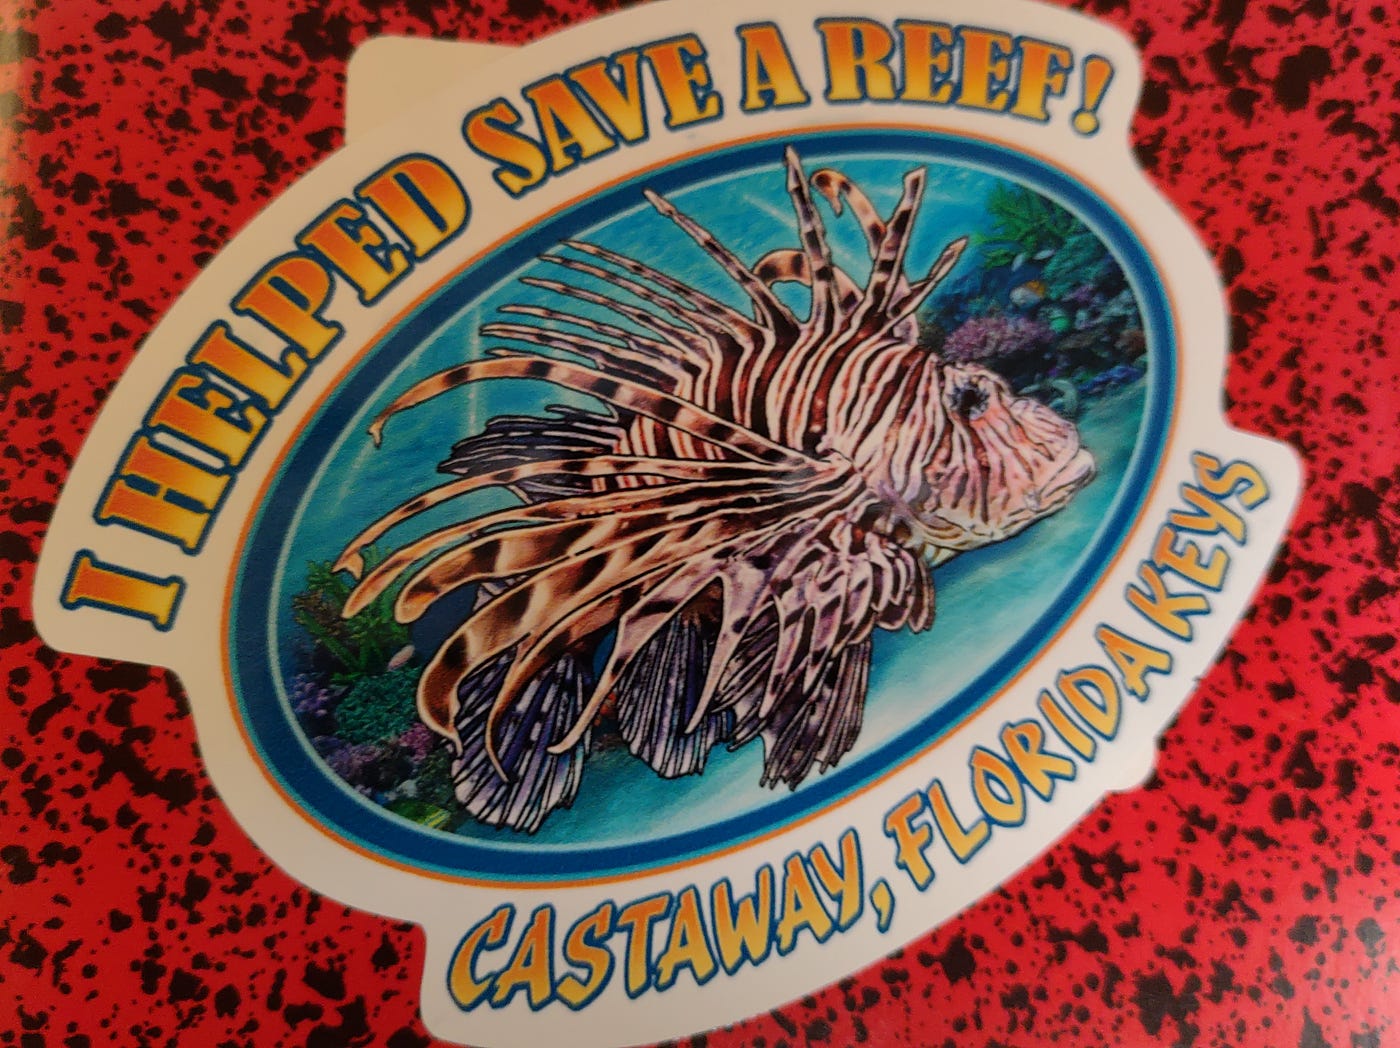 I HELPED SAVE A REEF!
CASTAWAY, FLORIDA KEYS